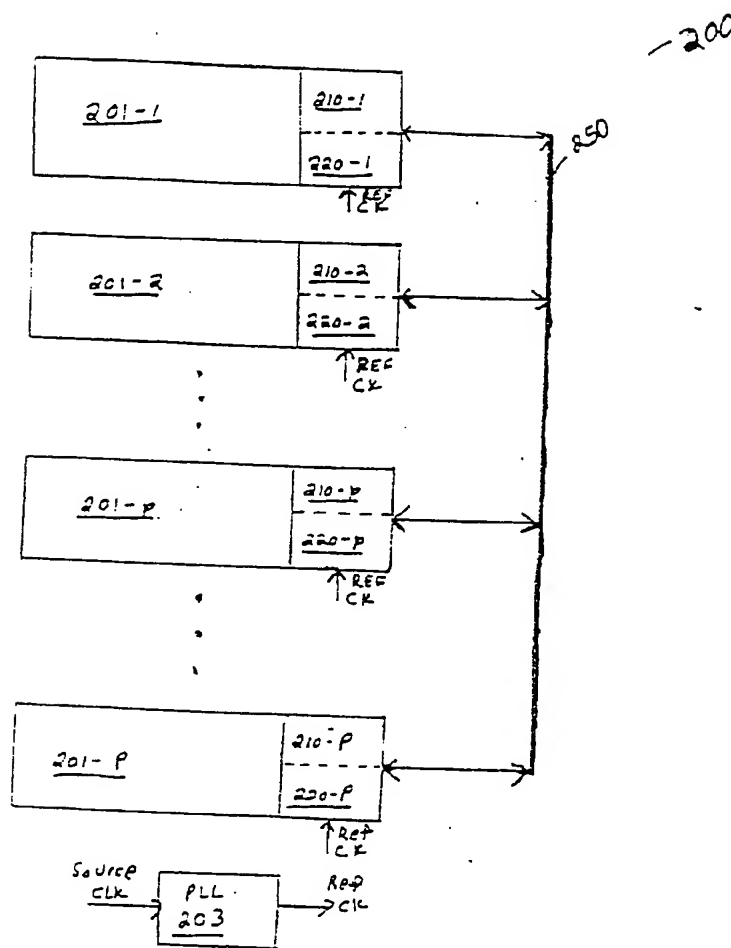 200
201-1
210-1
220-1
REF
CK
250
201-2
210-2
220-2
REF
CK
201-p
210-p
220-p
REF
CK
201-P
210-P
220-P
Ref
CK
Source
CLK
PLL
203
Ref
CK